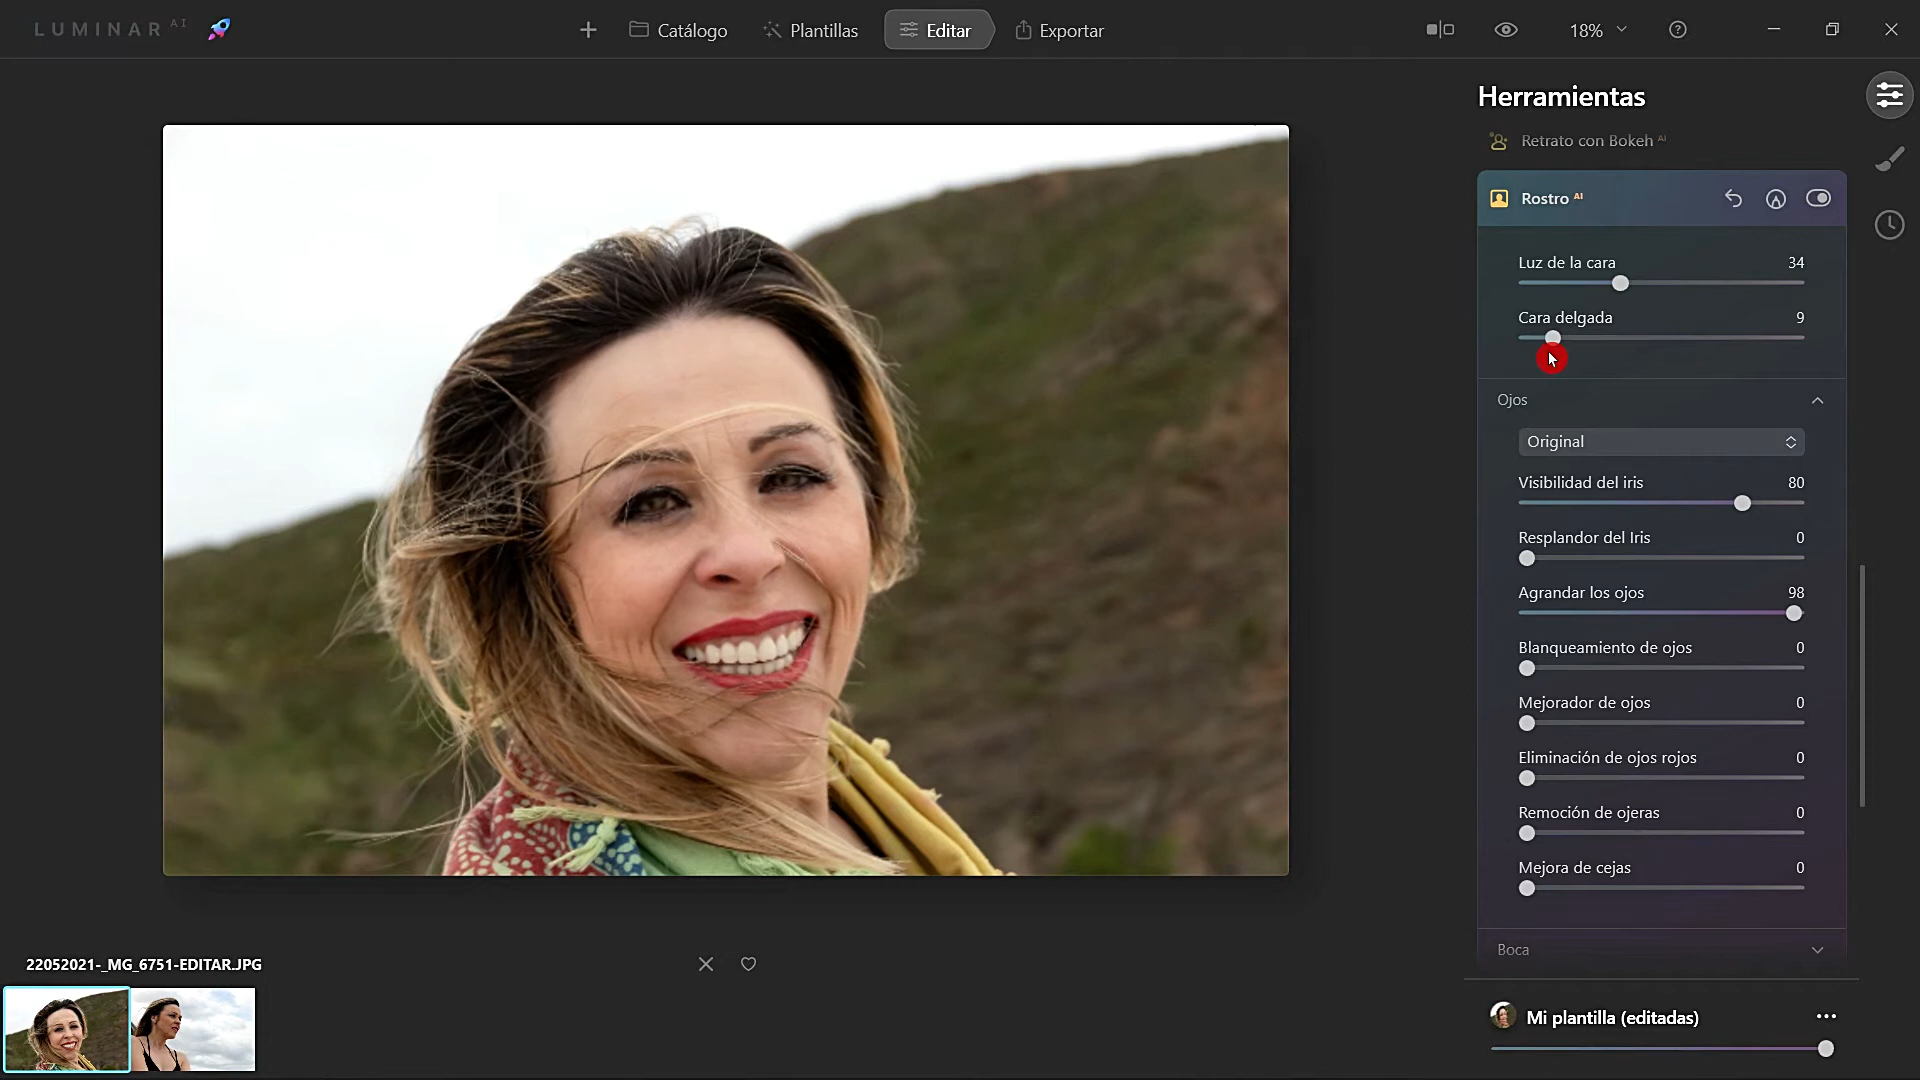 LUMINAR AI
Catálogo
Plantillas
Editar
Exportar
18%
Herramientas
Retrato con Bokeh AI
Rostro AI
Luz de la cara 34
Cara delgada 9
Ojos
Original
Visibilidad del iris 80
Resplandor del Iris 0
Agrandar los ojos 98
Blanqueamiento de ojos 0
Mejorador de ojos 0
Eliminación de ojos rojos 0
Remoción de ojeras 0
Mejora de cejas 0
Boca
22052021-_MG_6751-EDITAR.JPG
Mi plantilla (editadas)